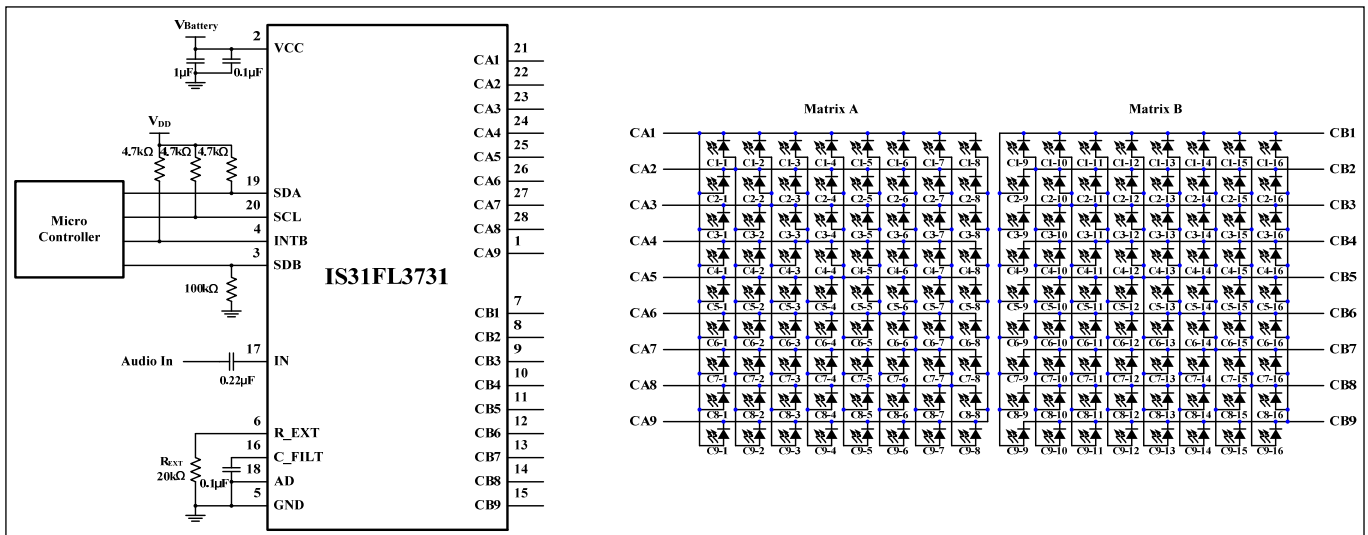 VBattery
2
VCC
1μF
0.1μF
VDD
4.7kΩ 4.7kΩ 4.7kΩ
19
SDA
20
SCL
4
INTB
3
SDB
Micro
Controller
100kΩ
IS31FL3731
Audio In
17
IN
0.22μF
6
R_EXT
16
C_FILT
REXT
20kΩ
0.1μF
18
AD
5
GND
21
CA1
22
CA2
23
CA3
24
CA4
25
CA5
26
CA6
27
CA7
28
CA8
1
CA9
7
CB1
8
CB2
9
CB3
10
CB4
11
CB5
12
CB6
13
CB7
14
CB8
15
CB9
Matrix A Matrix B
CA1 CB1
C1-1 C1-2 C1-3 C1-4 C1-5 C1-6 C1-7 C1-8 C1-9 C1-10 C1-11 C1-12 C1-13 C1-14 C1-15 C1-16
CA2 CB2
C2-1 C2-2 C2-3 C2-4 C2-5 C2-6 C2-7 C2-8 C2-9 C2-10 C2-11 C2-12 C2-13 C2-14 C2-15 C2-16
CA3 CB3
C3-1 C3-2 C3-3 C3-4 C3-5 C3-6 C3-7 C3-8 C3-9 C3-10 C3-11 C3-12 C3-13 C3-14 C3-15 C3-16
CA4 CB4
C4-1 C4-2 C4-3 C4-4 C4-5 C4-6 C4-7 C4-8 C4-9 C4-10 C4-11 C4-12 C4-13 C4-14 C4-15 C4-16
CA5 CB5
C5-1 C5-2 C5-3 C5-4 C5-5 C5-6 C5-7 C5-8 C5-9 C5-10 C5-11 C5-12 C5-13 C5-14 C5-15 C5-16
CA6 CB6
C6-1 C6-2 C6-3 C6-4 C6-5 C6-6 C6-7 C6-8 C6-9 C6-10 C6-11 C6-12 C6-13 C6-14 C6-15 C6-16
CA7 CB7
C7-1 C7-2 C7-3 C7-4 C7-5 C7-6 C7-7 C7-8 C7-9 C7-10 C7-11 C7-12 C7-13 C7-14 C7-15 C7-16
CA8 CB8
C8-1 C8-2 C8-3 C8-4 C8-5 C8-6 C8-7 C8-8 C8-9 C8-10 C8-11 C8-12 C8-13 C8-14 C8-15 C8-16
CA9 CB9
C9-1 C9-2 C9-3 C9-4 C9-5 C9-6 C9-7 C9-8 C9-9 C9-10 C9-11 C9-12 C9-13 C9-14 C9-15 C9-16